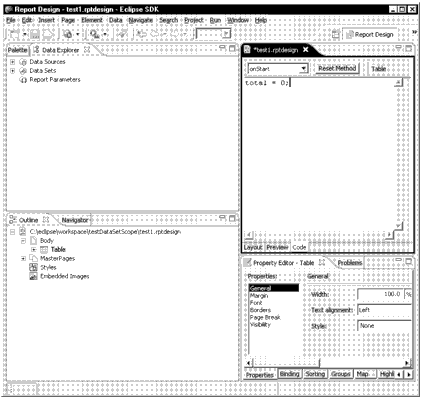 Report Design - test1.rptdesign - Eclipse SDK
File Edit Insert Page Element Data Navigate Search Project Run Window Help
Report Design
Palette Data Explorer
Data Sources
Data Sets
Report Parameters
*test1.rptdesign
onStart Reset Method Table
total = 0;
Layout Preview Code
Outline Navigator
C:\eclipse\workspace\testDataSetScope\test1.rptdesign
Body
Table
MasterPages
Styles
Embedded Images
Property Editor - Table Problems
Properties: General
General
Margin
Font
Borders
Page Break
Visibility
Width: 100.0 %
Text alignment: Left
Style: None
Properties Binding Sorting Groups Map Highli